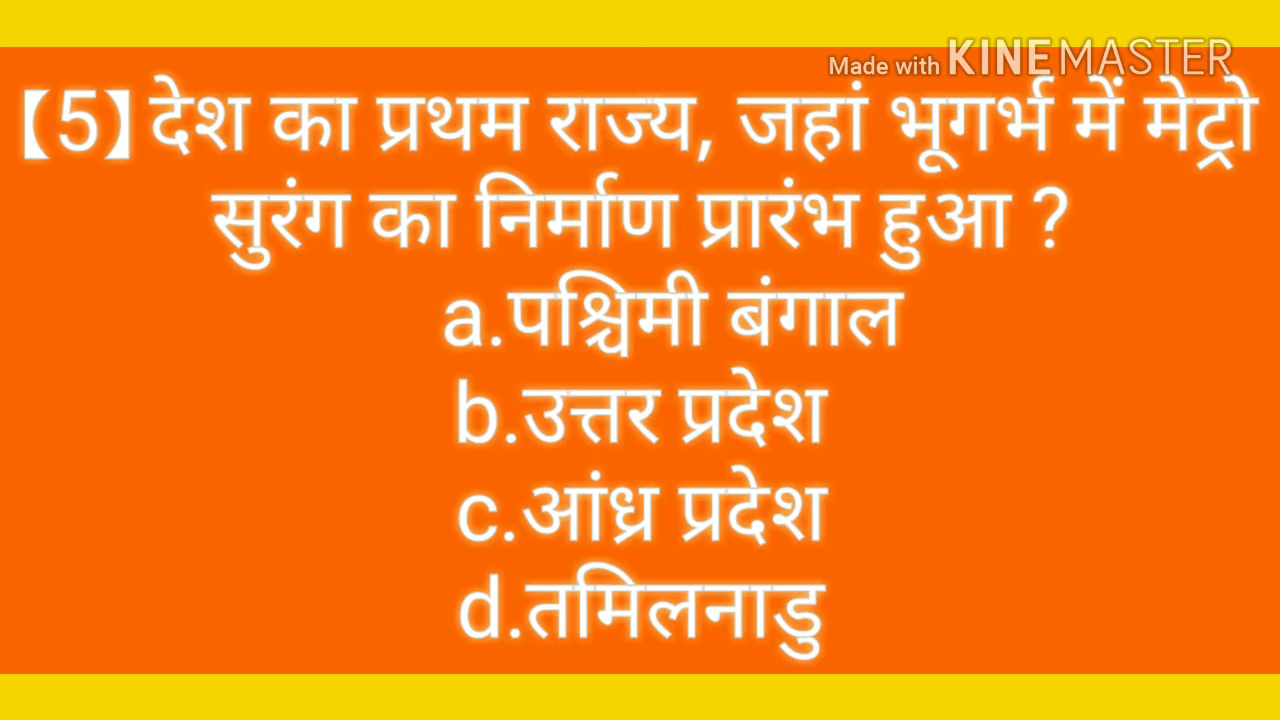 Made with KINEMASTER
【5】देश का प्रथम राज्य, जहां भूगर्भ में मेट्रो
सुरंग का निर्माण प्रारंभ हुआ ?
a.पश्चिमी बंगाल
b.उत्तर प्रदेश
c.आंध्र प्रदेश
d.तमिलनाडु